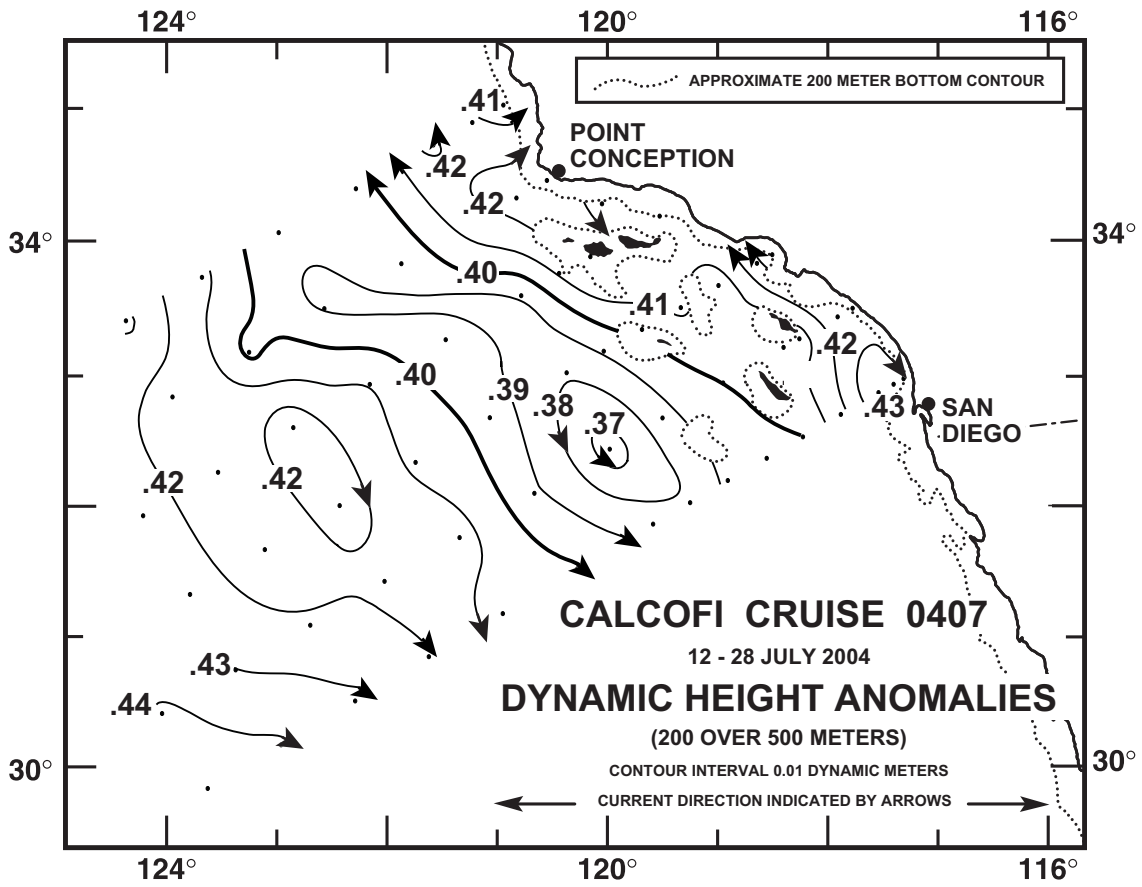 124° 120° 116°
APPROXIMATE 200 METER BOTTOM CONTOUR
.41
POINT
CONCEPTION
.42
.42
34° 34°
.40
.41
.42
.40
.39
.38
.37
.43
SAN
DIEGO
.42
.42
CALCOFI CRUISE 0407
12 - 28 JULY 2004
.43
DYNAMIC HEIGHT ANOMALIES
.44
(200 OVER 500 METERS)
30° 30°
CONTOUR INTERVAL 0.01 DYNAMIC METERS
CURRENT DIRECTION INDICATED BY ARROWS
124° 120° 116°